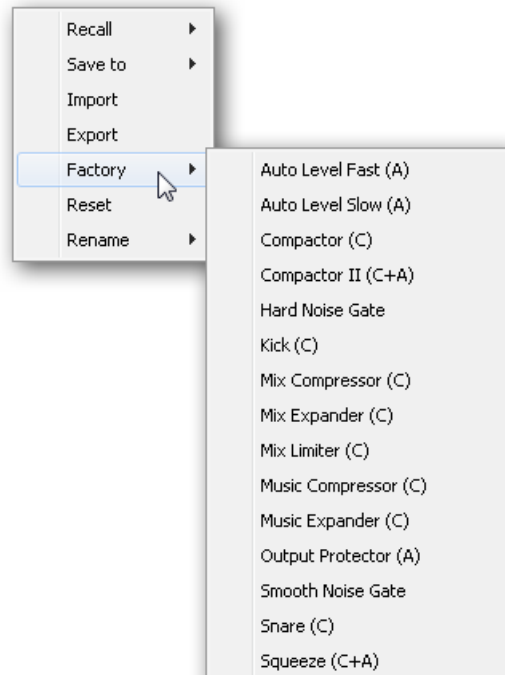 Recall
Save to
Import
Export
Factory
Reset
Rename
Auto Level Fast (A)
Auto Level Slow (A)
Compactor (C)
Compactor II (C+A)
Hard Noise Gate
Kick (C)
Mix Compressor (C)
Mix Expander (C)
Mix Limiter (C)
Music Compressor (C)
Music Expander (C)
Output Protector (A)
Smooth Noise Gate
Snare (C)
Squeeze (C+A)